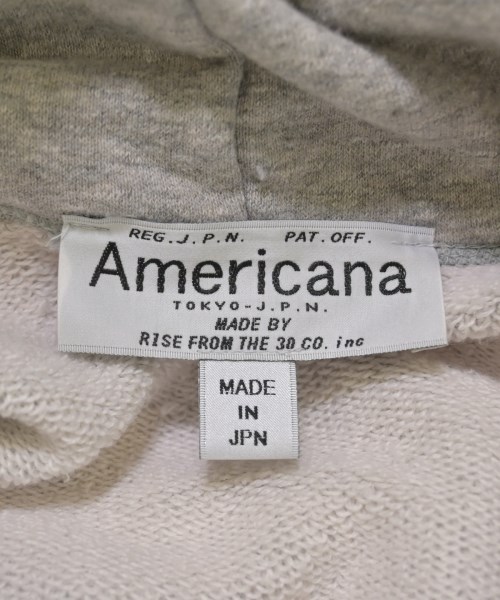 REG. J. P. N. PAT. OFF.
Americana
TOKYO-J.P.N.
MADE BY
RISE FROM THE 30 CO. inc
MADE
IN
JPN